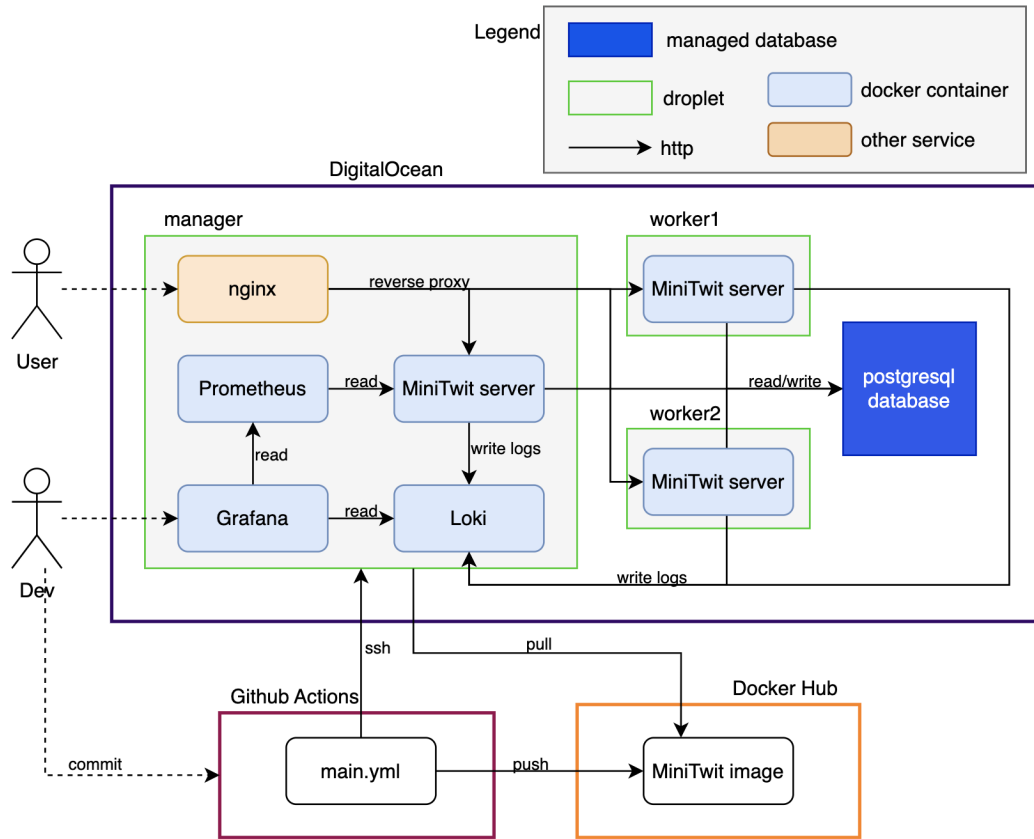 Legend
managed database
droplet
docker container
http
other service
DigitalOcean
manager
worker1
nginx
reverse proxy
MiniTwit server
User
Prometheus
read
MiniTwit server
read/write
postgresql
database
worker2
read
write logs
MiniTwit server
Grafana
read
Loki
Dev
write logs
ssh
pull
Github Actions
Docker Hub
commit
main.yml
push
MiniTwit image